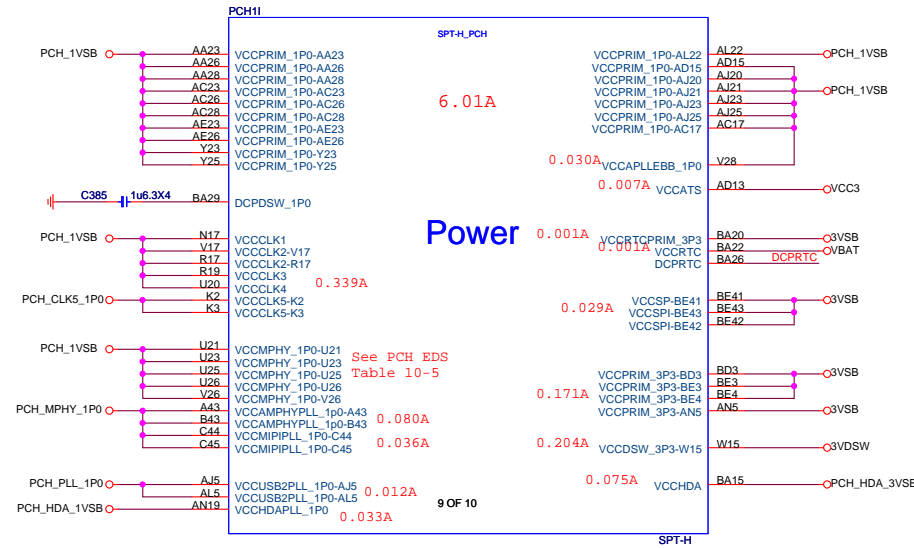 PCH1I
SPT-H_PCH
PCH_1VSB AA23 VCCPRIM_1P0-AA23
AA26 VCCPRIM_1P0-AA26
AA28 VCCPRIM_1P0-AA28
AC23 VCCPRIM_1P0-AC23
AC26 VCCPRIM_1P0-AC26
AC28 VCCPRIM_1P0-AC28
AE23 VCCPRIM_1P0-AE23
AE26 VCCPRIM_1P0-AE26
Y23 VCCPRIM_1P0-Y23
Y25 VCCPRIM_1P0-Y25
C385 1u6.3X4 BA29 DCPDSW_1P0
PCH_1VSB N17 VCCCLK1
V17 VCCCLK2-V17
R17 VCCCLK2-R17
R19 VCCCLK3
U20 VCCCLK4
0.339A
PCH_CLK5_1P0 K2 VCCCLK5-K2
K3 VCCCLK5-K3
PCH_1VSB U21 VCCMPHY_1P0-U21
U23 VCCMPHY_1P0-U23
U25 VCCMPHY_1P0-U25
U26 VCCMPHY_1P0-U26
V26 VCCMPHY_1P0-V26
See PCH EDS
Table 10-5
PCH_MPHY_1P0 A43 VCCAMPHYPLL_1p0-A43
B43 VCCAMPHYPLL_1p0-B43
0.080A
C44 VCCMIPIPLL_1P0-C44
C45 VCCMIPIPLL_1P0-C45
0.036A
PCH_PLL_1P0 AJ5 VCCUSB2PLL_1P0-AJ5
AL5 VCCUSB2PLL_1P0-AL5
0.012A
PCH_HDA_1VSB AN19 VCCHDAPLL_1P0
0.033A
6.01A
Power
9 OF 10
VCCPRIM_1P0-AL22 AL22 PCH_1VSB
VCCPRIM_1P0-AD15 AD15
VCCPRIM_1P0-AJ20 AJ20
VCCPRIM_1P0-AJ21 AJ21 PCH_1VSB
VCCPRIM_1P0-AJ23 AJ23
VCCPRIM_1P0-AJ25 AJ25
VCCPRIM_1P0-AC17 AC17
0.030A VCCAPLLEBB_1P0 V28
0.007A VCCATS AD13 VCC3
0.001A VCCRTCPRIM_3P3 BA20 3VSB
0.001A VCCRTC BA22 VBAT
DCPRTC BA26 DCPRTC
0.029A VCCSP-BE41 BE41 3VSB
VCCSPI-BE43 BE43
VCCSPI-BE42 BE42
0.171A
VCCPRIM_3P3-BD3 BD3 3VSB
VCCPRIM_3P3-BE3 BE3
VCCPRIM_3P3-BE4 BE4
VCCPRIM_3P3-AN5 AN5 3VSB
0.204A VCCDSW_3P3-W15 W15 3VDSW
0.075A VCCHDA BA15 PCH_HDA_3VSB
SPT-H